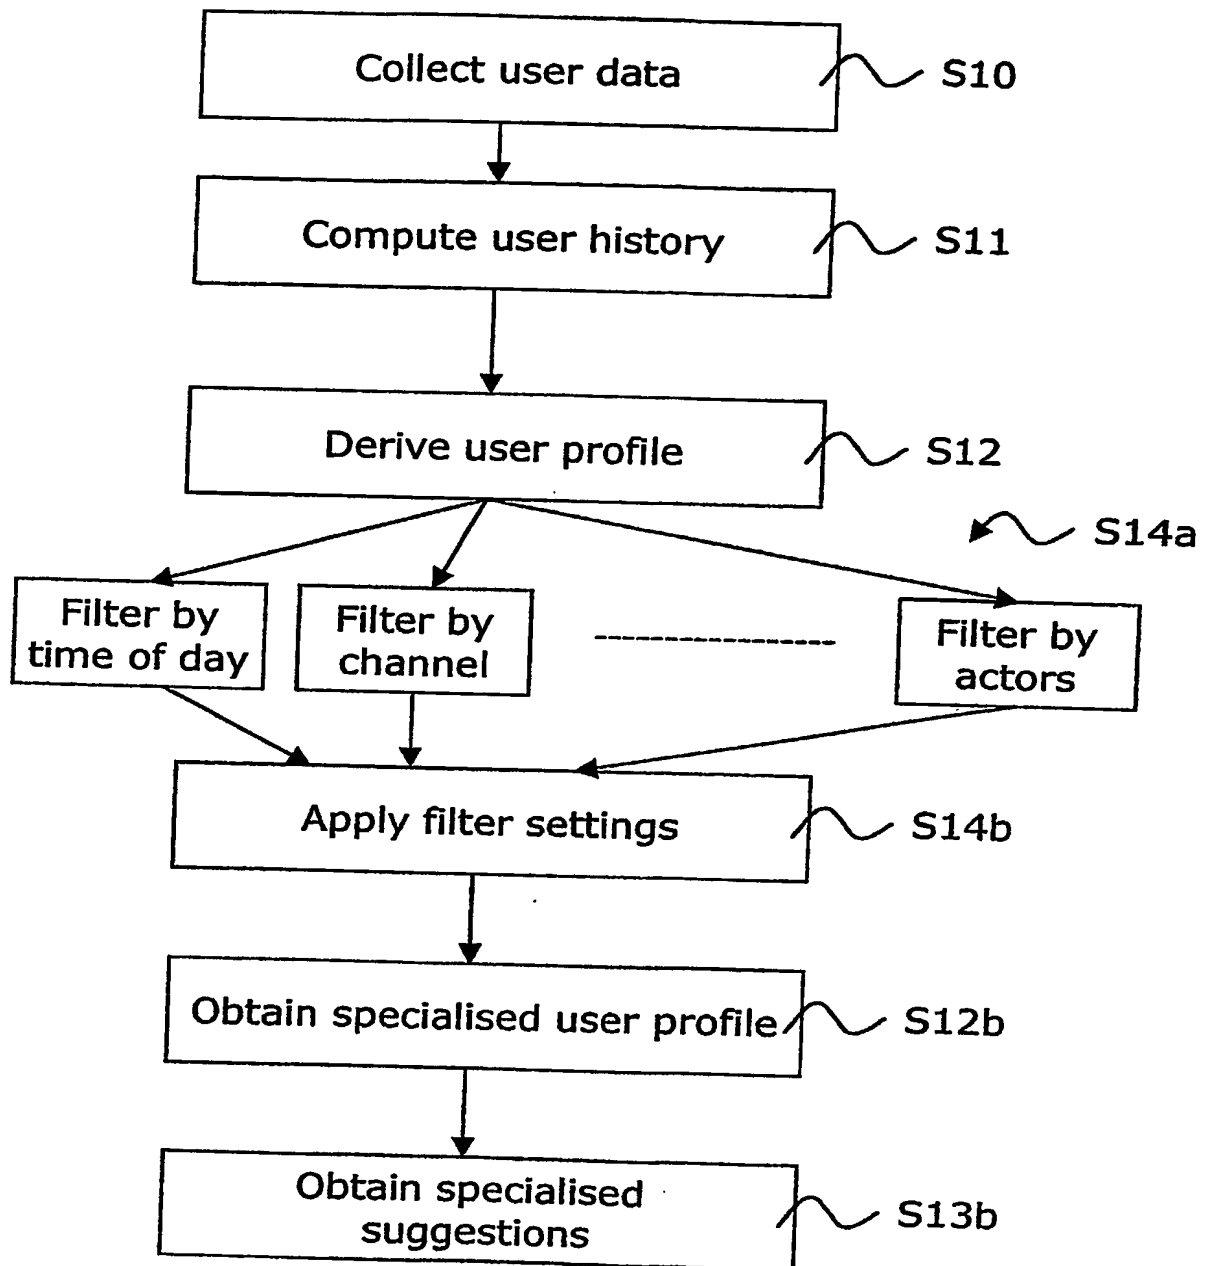 Collect user data
S10
Compute user history
S11
Derive user profile
S12
S14a
Filter by
time of day
Filter by
channel
Filter by
actors
Apply filter settings
S14b
Obtain specialised user profile
S12b
Obtain specialised
suggestions
S13b